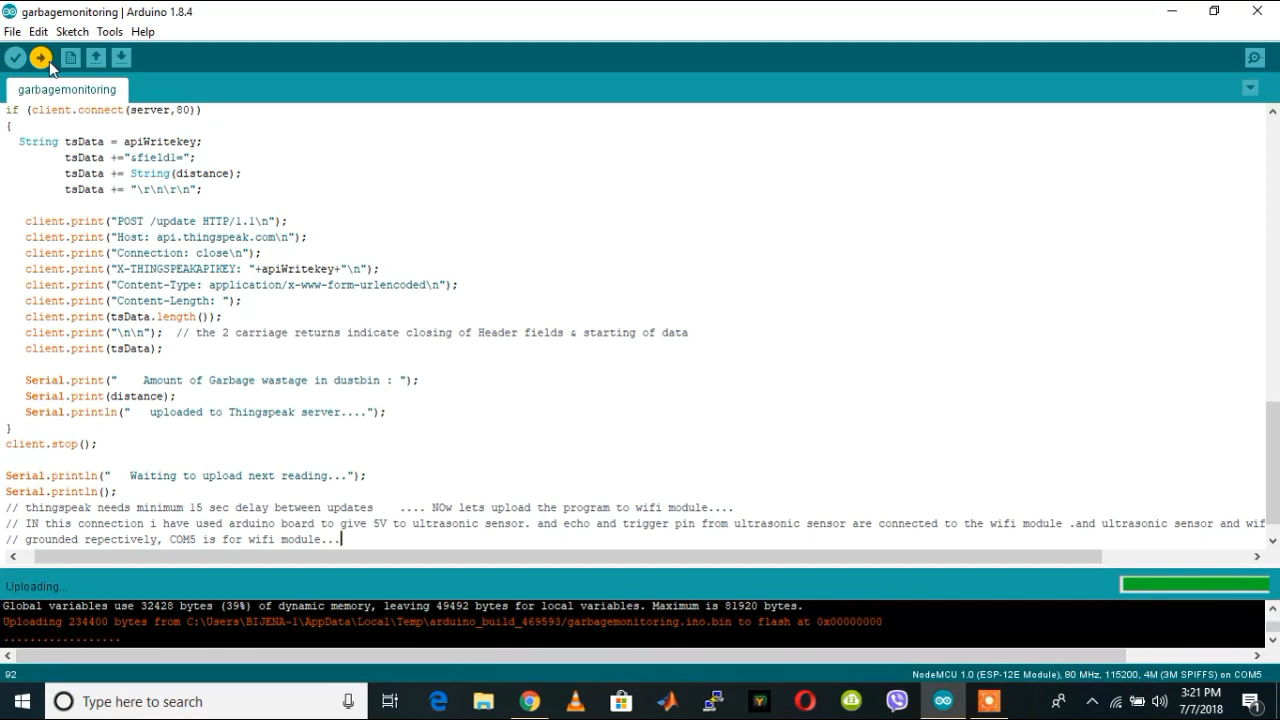 garbagemonitoring | Arduino 1.8.4
File Edit Sketch Tools Help
garbagemonitoring
if (client.connect(server,80))
{
String tsData = apiWritekey;
tsData +="&field1=";
tsData += String(distance);
tsData += "\r\n\r\n";
client.print("POST /update HTTP/1.1\n");
client.print("Host: api.thingspeak.com\n");
client.print("Connection: close\n");
client.print("X-THINGSPEAKAPIKEY: "+apiWritekey+"\n");
client.print("Content-Type: application/x-www-form-urlencoded\n");
client.print("Content-Length: ");
client.print(tsData.length());
client.print("\n\n");  // the 2 carriage returns indicate closing of Header fields & starting of data
client.print(tsData);
Serial.print("    Amount of Garbage wastage in dustbin : ");
Serial.print(distance);
Serial.println("   uploaded to Thingspeak server....");
}
client.stop();
Serial.println("   Waiting to upload next reading...");
Serial.println();
// thingspeak needs minimum 15 sec delay between updates    .... NOw lets upload the program to wifi module....
// IN this connection i have used arduino board to give 5V to ultrasonic sensor. and echo and trigger pin from ultrasonic sensor are connected to the wifi module .and ultrasonic sensor and wif
// grounded repectively, COM5 is for wifi module...
Uploading...
Global variables use 32428 bytes (39%) of dynamic memory, leaving 49492 bytes for local variables. Maximum is 81920 bytes.
Uploading 234400 bytes from C:\Users\BIJENA~1\AppData\Local\Temp\arduino_build_469593/garbagemonitoring.ino.bin to flash at 0x00000000
..................
92 NodeMCU 1.0 (ESP-12E Module), 80 MHz, 115200, 4M (3M SPIFFS) on COM5
Type here to search
3:21 PM
7/7/2018
1